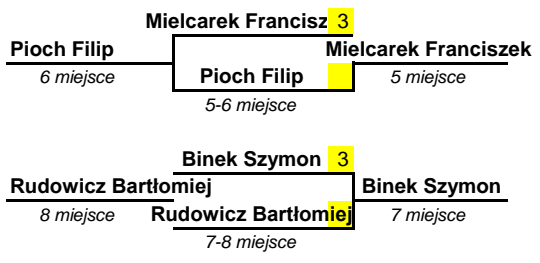 Mielcarek Francisz 3
Pioch Filip Mielcarek Franciszek
6 miejsce Pioch Filip 5 miejsce
5-6 miejsce
Binek Szymon 3
Rudowicz Bartłomiej Binek Szymon
8 miejsce Rudowicz Bartłomiej 7 miejsce
7-8 miejsce